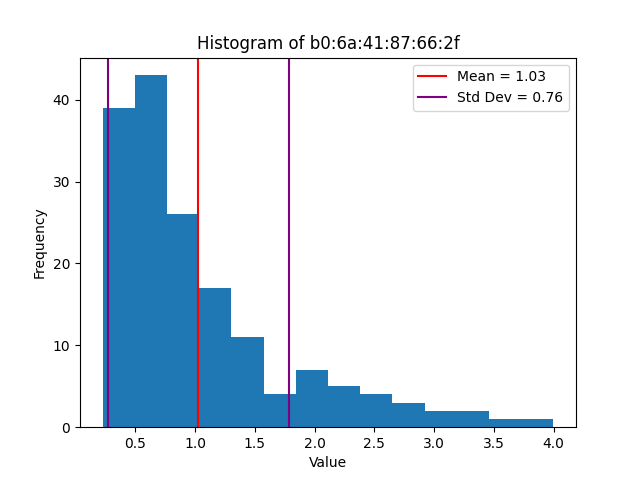 Histogram of b0:6a:41:87:66:2f
Mean = 1.03
Std Dev = 0.76
Frequency
40
30
20
10
0
0.5 1.0 1.5 2.0 2.5 3.0 3.5 4.0
Value